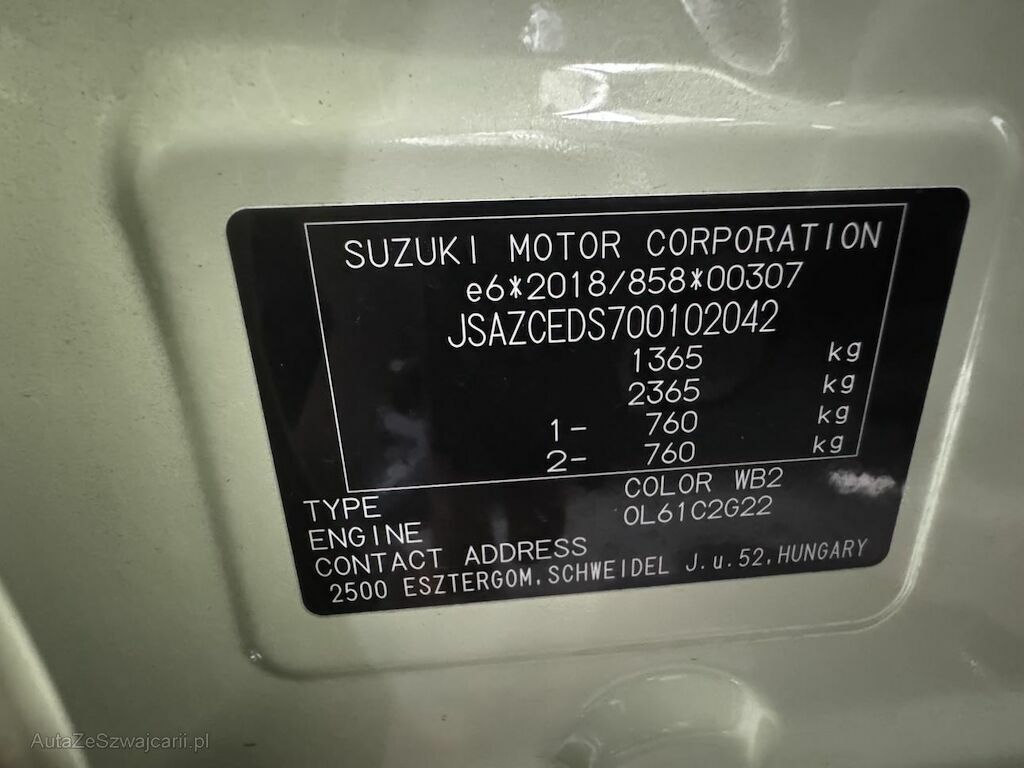 SUZUKI MOTOR CORPORATION
e6*2018/858*00307
JSAZCEDS700102042
1365 kg
2365 kg
1- 760 kg
2- 760 kg
TYPE COLOR WB2
ENGINE 0L61C2G22
CONTACT ADDRESS
2500 ESZTERGOM, SCHWEIDEL J.u.52, HUNGARY
AutaZeSzwajcarii.pl